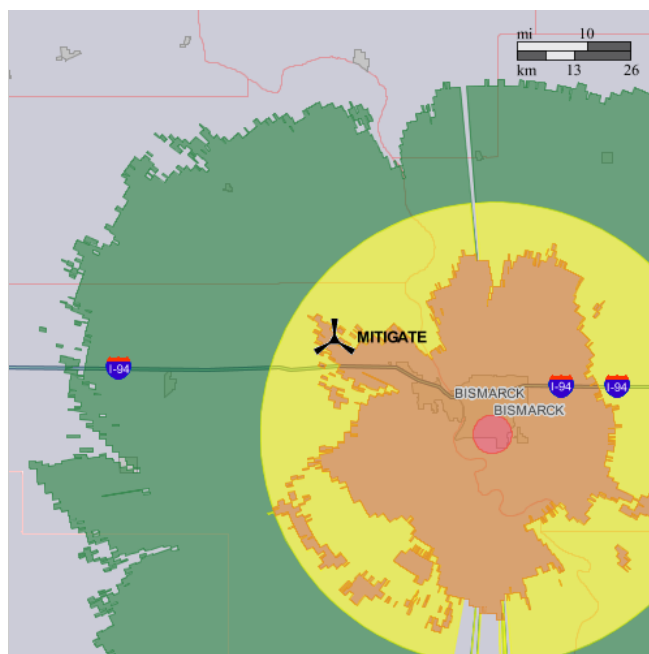 mi 10
km 13 26
MITIGATE
I-94
BISMARCK
I-94
I-94
BISMARCK